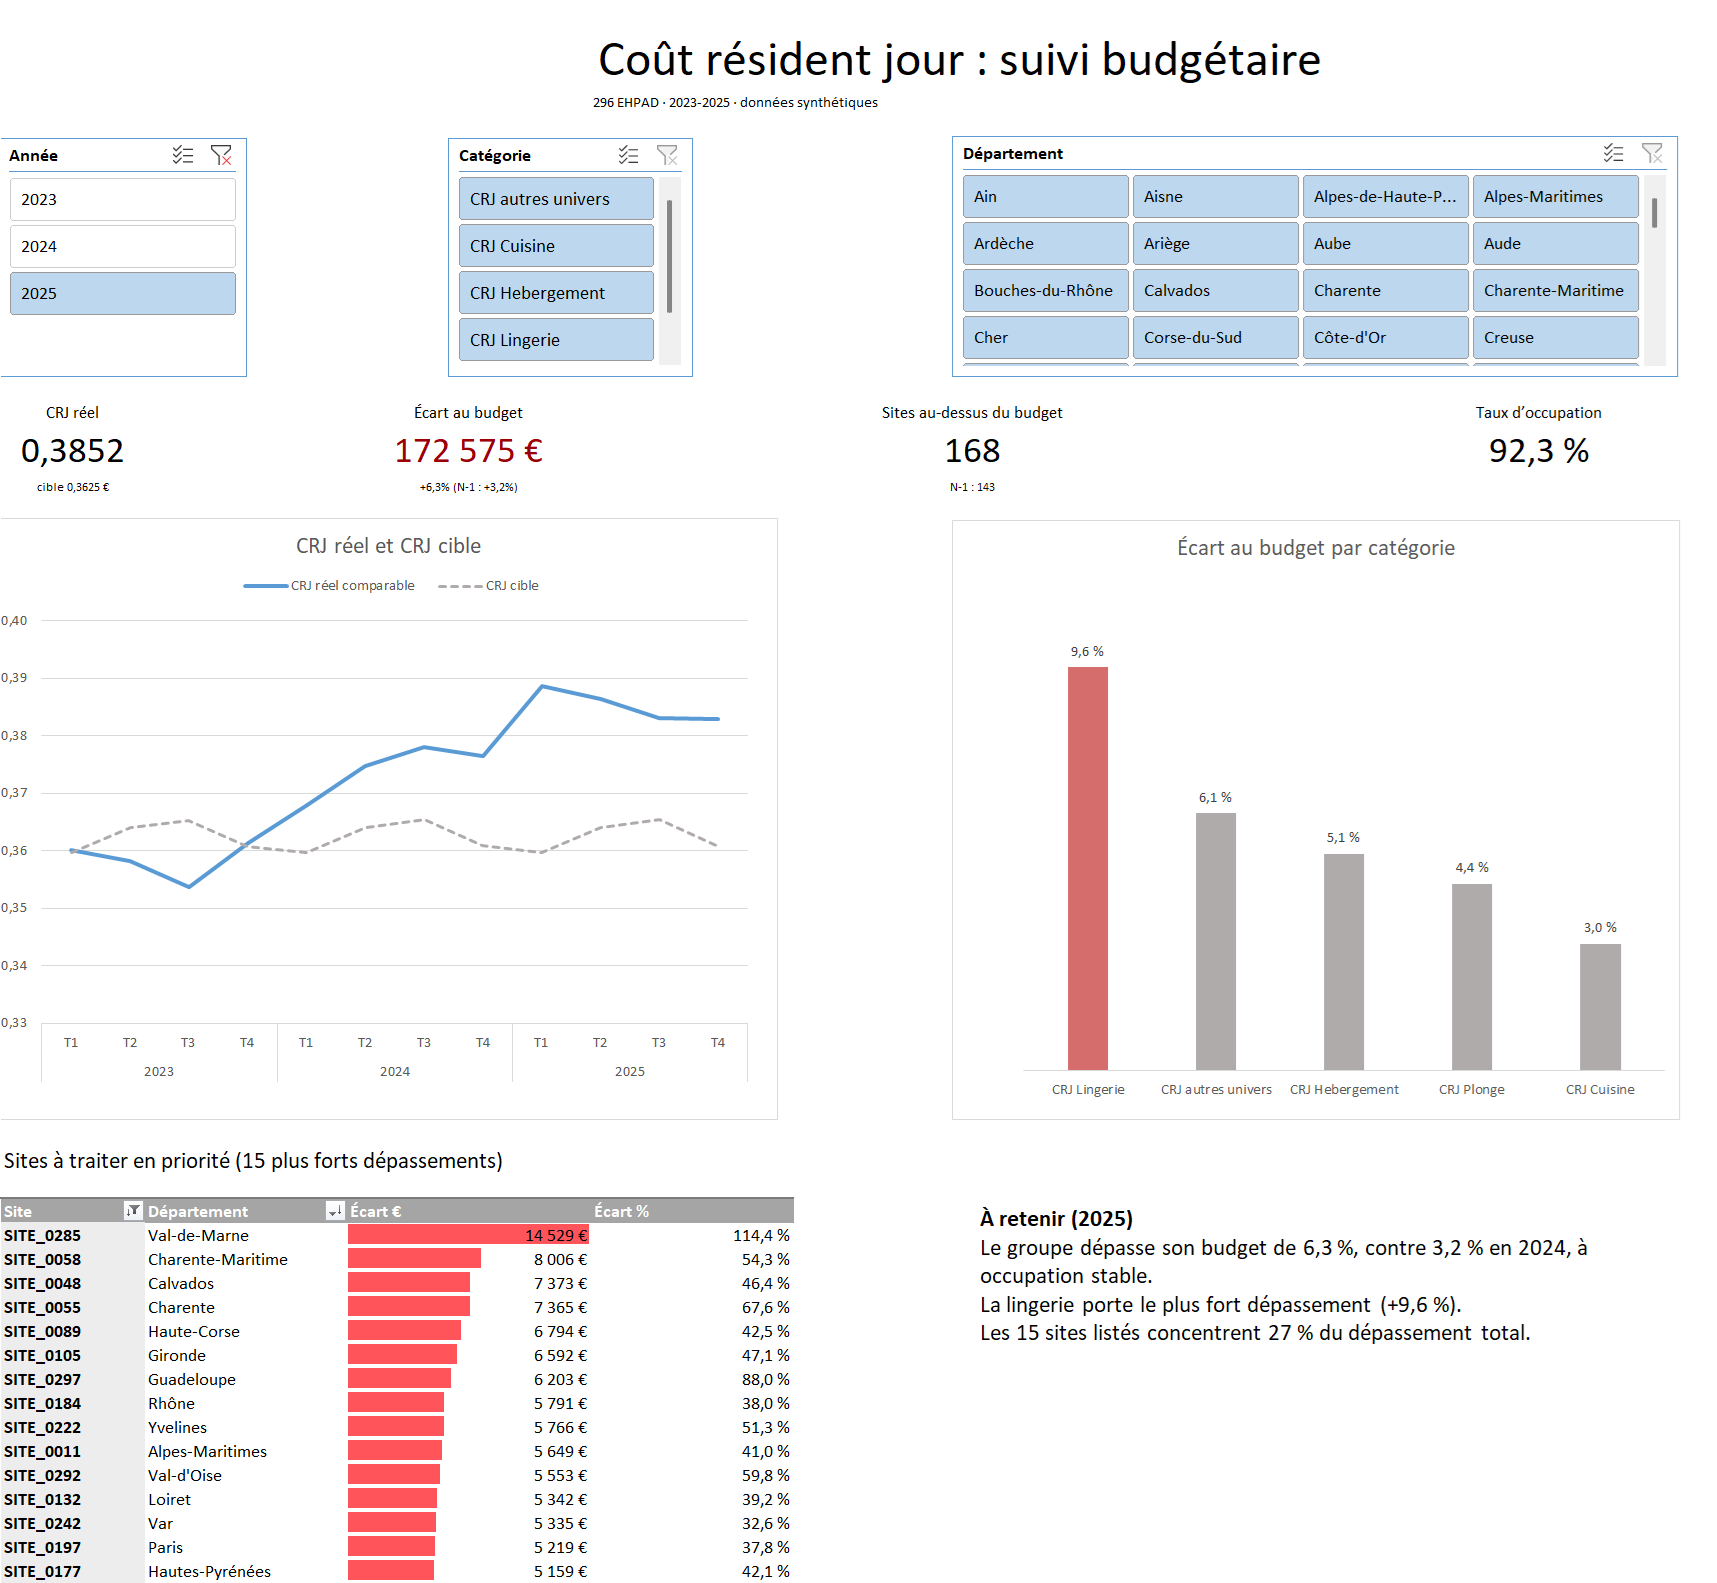 Coût résident jour : suivi budgétaire
296 EHPAD · 2023-2025 · données synthétiques
Année
2023
2024
2025
Catégorie
CRJ autres univers
CRJ Cuisine
CRJ Hebergement
CRJ Lingerie
Département
Ain Aisne Alpes-de-Haute-P... Alpes-Maritimes
Ardèche Ariège Aube Aude
Bouches-du-Rhône Calvados Charente Charente-Maritime
Cher Corse-du-Sud Côte-d'Or Creuse
CRJ réel
0,3852
cible 0,3625 €
Écart au budget
172 575 €
+6,3% (N-1 : +3,2%)
Sites au-dessus du budget
168
N-1 : 143
Taux d’occupation
92,3 %
CRJ réel et CRJ cible
CRJ réel comparable CRJ cible
0,40
0,39
0,38
0,37
0,36
0,35
0,34
0,33
T1 T2 T3 T4 T1 T2 T3 T4 T1 T2 T3 T4
2023 2024 2025
Écart au budget par catégorie
9,6 %
6,1 %
5,1 %
4,4 %
3,0 %
CRJ Lingerie CRJ autres univers CRJ Hebergement CRJ Plonge CRJ Cuisine
Sites à traiter en priorité (15 plus forts dépassements)
Site Département Écart € Écart %
SITE_0285 Val-de-Marne 14 529 € 114,4 %
SITE_0058 Charente-Maritime 8 006 € 54,3 %
SITE_0048 Calvados 7 373 € 46,4 %
SITE_0055 Charente 7 365 € 67,6 %
SITE_0089 Haute-Corse 6 794 € 42,5 %
SITE_0105 Gironde 6 592 € 47,1 %
SITE_0297 Guadeloupe 6 203 € 88,0 %
SITE_0184 Rhône 5 791 € 38,0 %
SITE_0222 Yvelines 5 766 € 51,3 %
SITE_0011 Alpes-Maritimes 5 649 € 41,0 %
SITE_0292 Val-d'Oise 5 553 € 59,8 %
SITE_0132 Loiret 5 342 € 39,2 %
SITE_0242 Var 5 335 € 32,6 %
SITE_0197 Paris 5 219 € 37,8 %
SITE_0177 Hautes-Pyrénées 5 159 € 42,1 %
À retenir (2025)
Le groupe dépasse son budget de 6,3 %, contre 3,2 % en 2024, à
occupation stable.
La lingerie porte le plus fort dépassement (+9,6 %).
Les 15 sites listés concentrent 27 % du dépassement total.